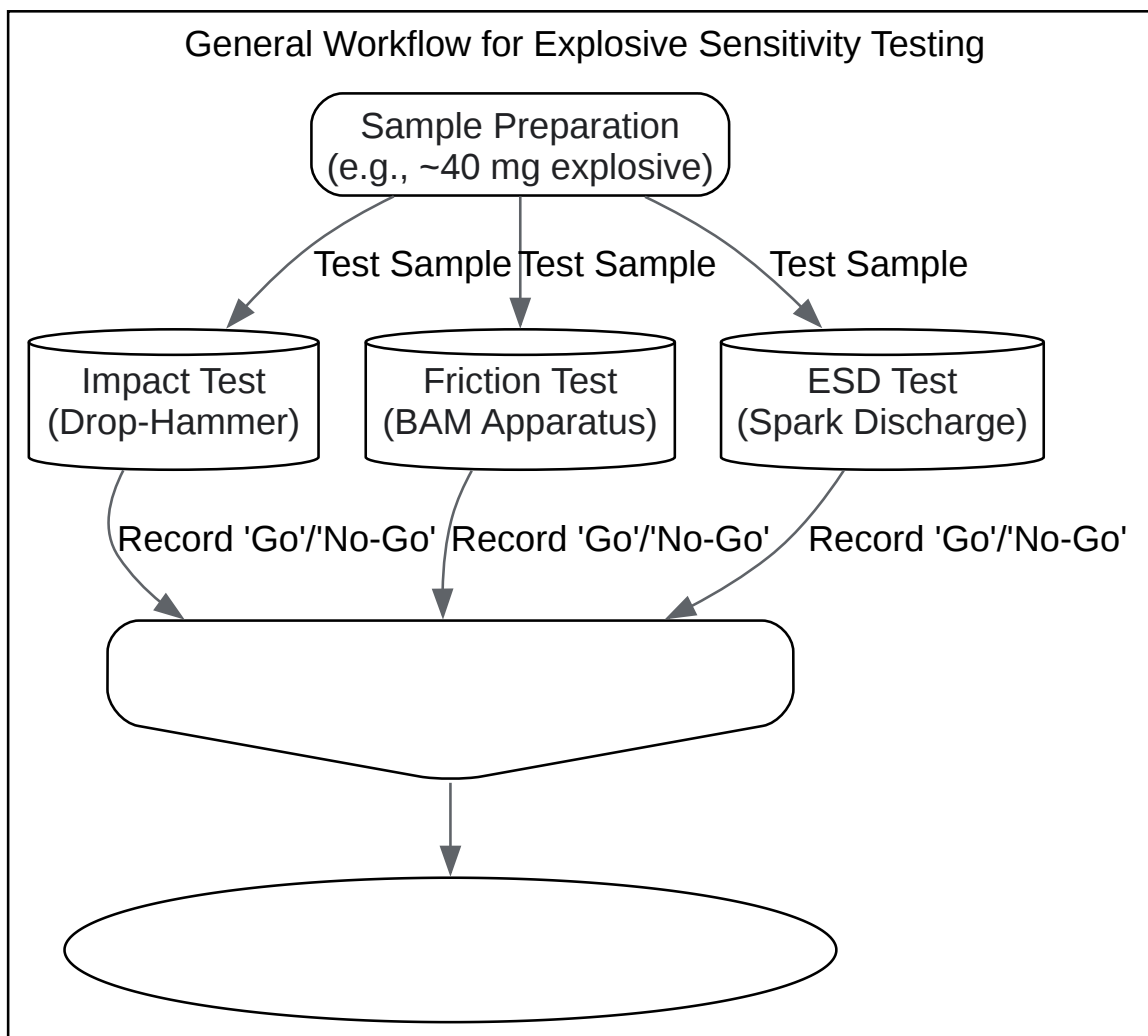 General Workflow for Explosive Sensitivity Testing
Sample Preparation
(e.g., ~40 mg explosive)
Test Sample
Test Sample
Test Sample
Impact Test
(Drop-Hammer)
Friction Test
(BAM Apparatus)
ESD Test
(Spark Discharge)
Record 'Go'/'No-Go'
Record 'Go'/'No-Go'
Record 'Go'/'No-Go'